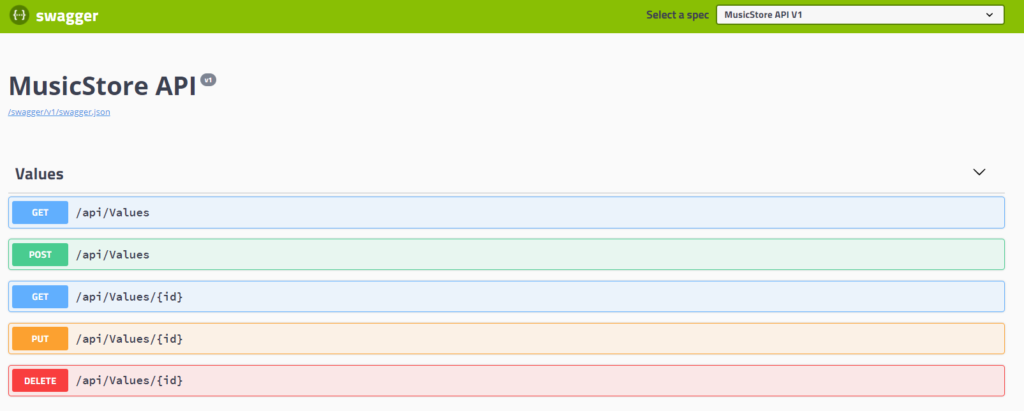 {···} swagger Select a spec MusicStore API V1
MusicStore API v1
/swagger/v1/swagger.json
Values
GET /api/Values
POST /api/Values
GET /api/Values/{id}
PUT /api/Values/{id}
DELETE /api/Values/{id}